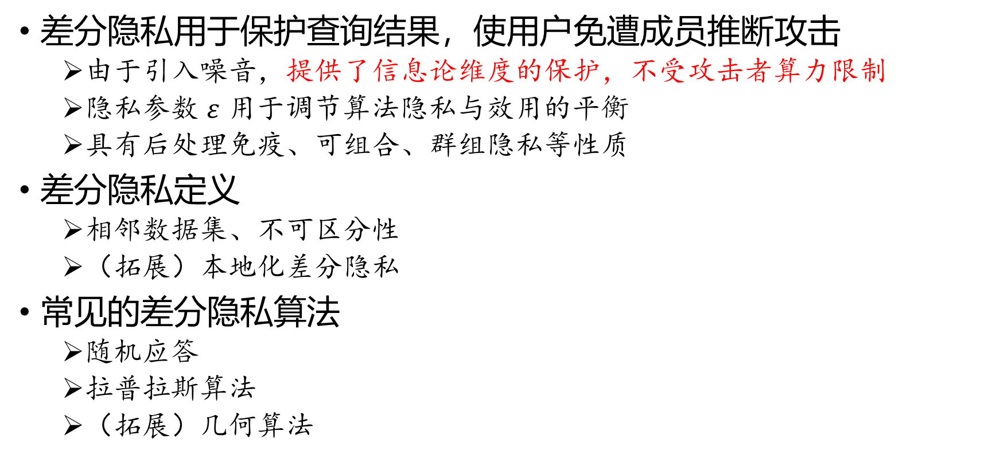 • 差分隐私用于保护查询结果，使用户免遭成员推断攻击
➢由于引入噪音，提供了信息论维度的保护，不受攻击者算力限制
➢隐私参数 ε 用于调节算法隐私与效用的平衡
➢具有后处理免疫、可组合、群组隐私等性质
• 差分隐私定义
➢相邻数据集、不可区分性
➢（拓展）本地化差分隐私
• 常见的差分隐私算法
➢随机应答
➢拉普拉斯算法
➢（拓展）几何算法